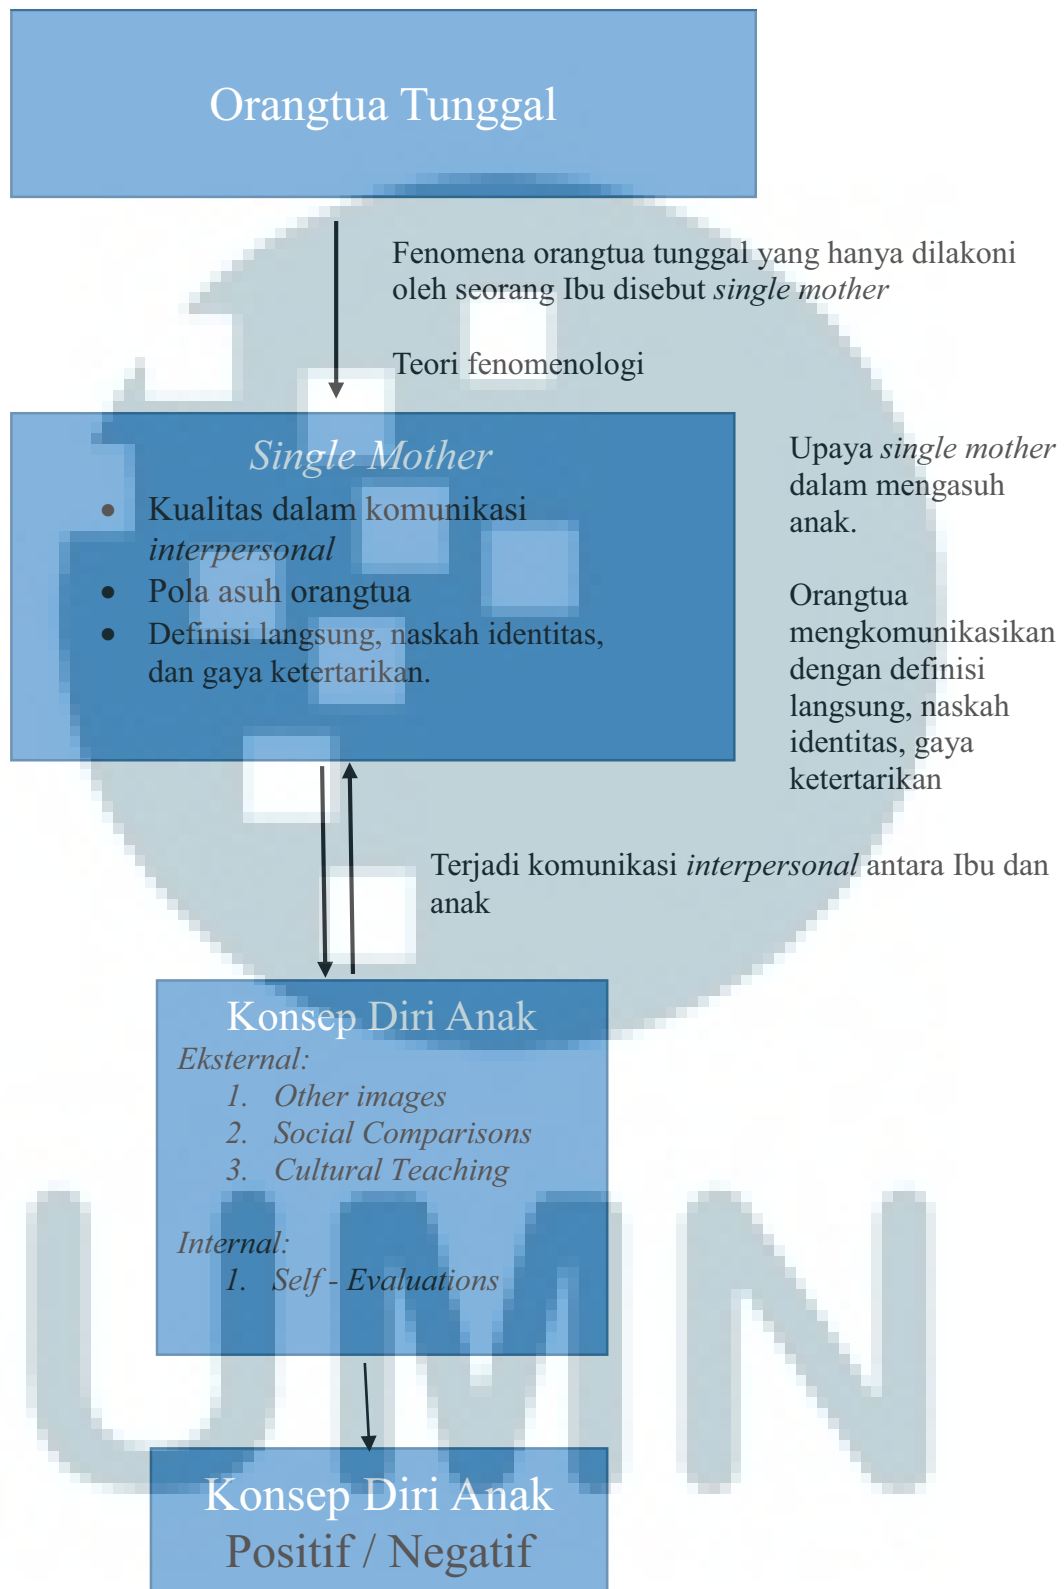 Orangtua Tunggal
Fenomena orangtua tunggal yang hanya dilakoni
oleh seorang Ibu disebut single mother
Teori fenomenologi
Single Mother
• Kualitas dalam komunikasi
interpersonal
• Pola asuh orangtua
• Definisi langsung, naskah identitas,
dan gaya ketertarikan.
Upaya single mother
dalam mengasuh
anak.
Orangtua
mengkomunikasikan
dengan definisi
langsung, naskah
identitas, gaya
ketertarikan
Terjadi komunikasi interpersonal antara Ibu dan
anak
Konsep Diri Anak
Eksternal:
1. Other images
2. Social Comparisons
3. Cultural Teaching
Internal:
1. Self - Evaluations
Konsep Diri Anak
Positif / Negatif
UMN